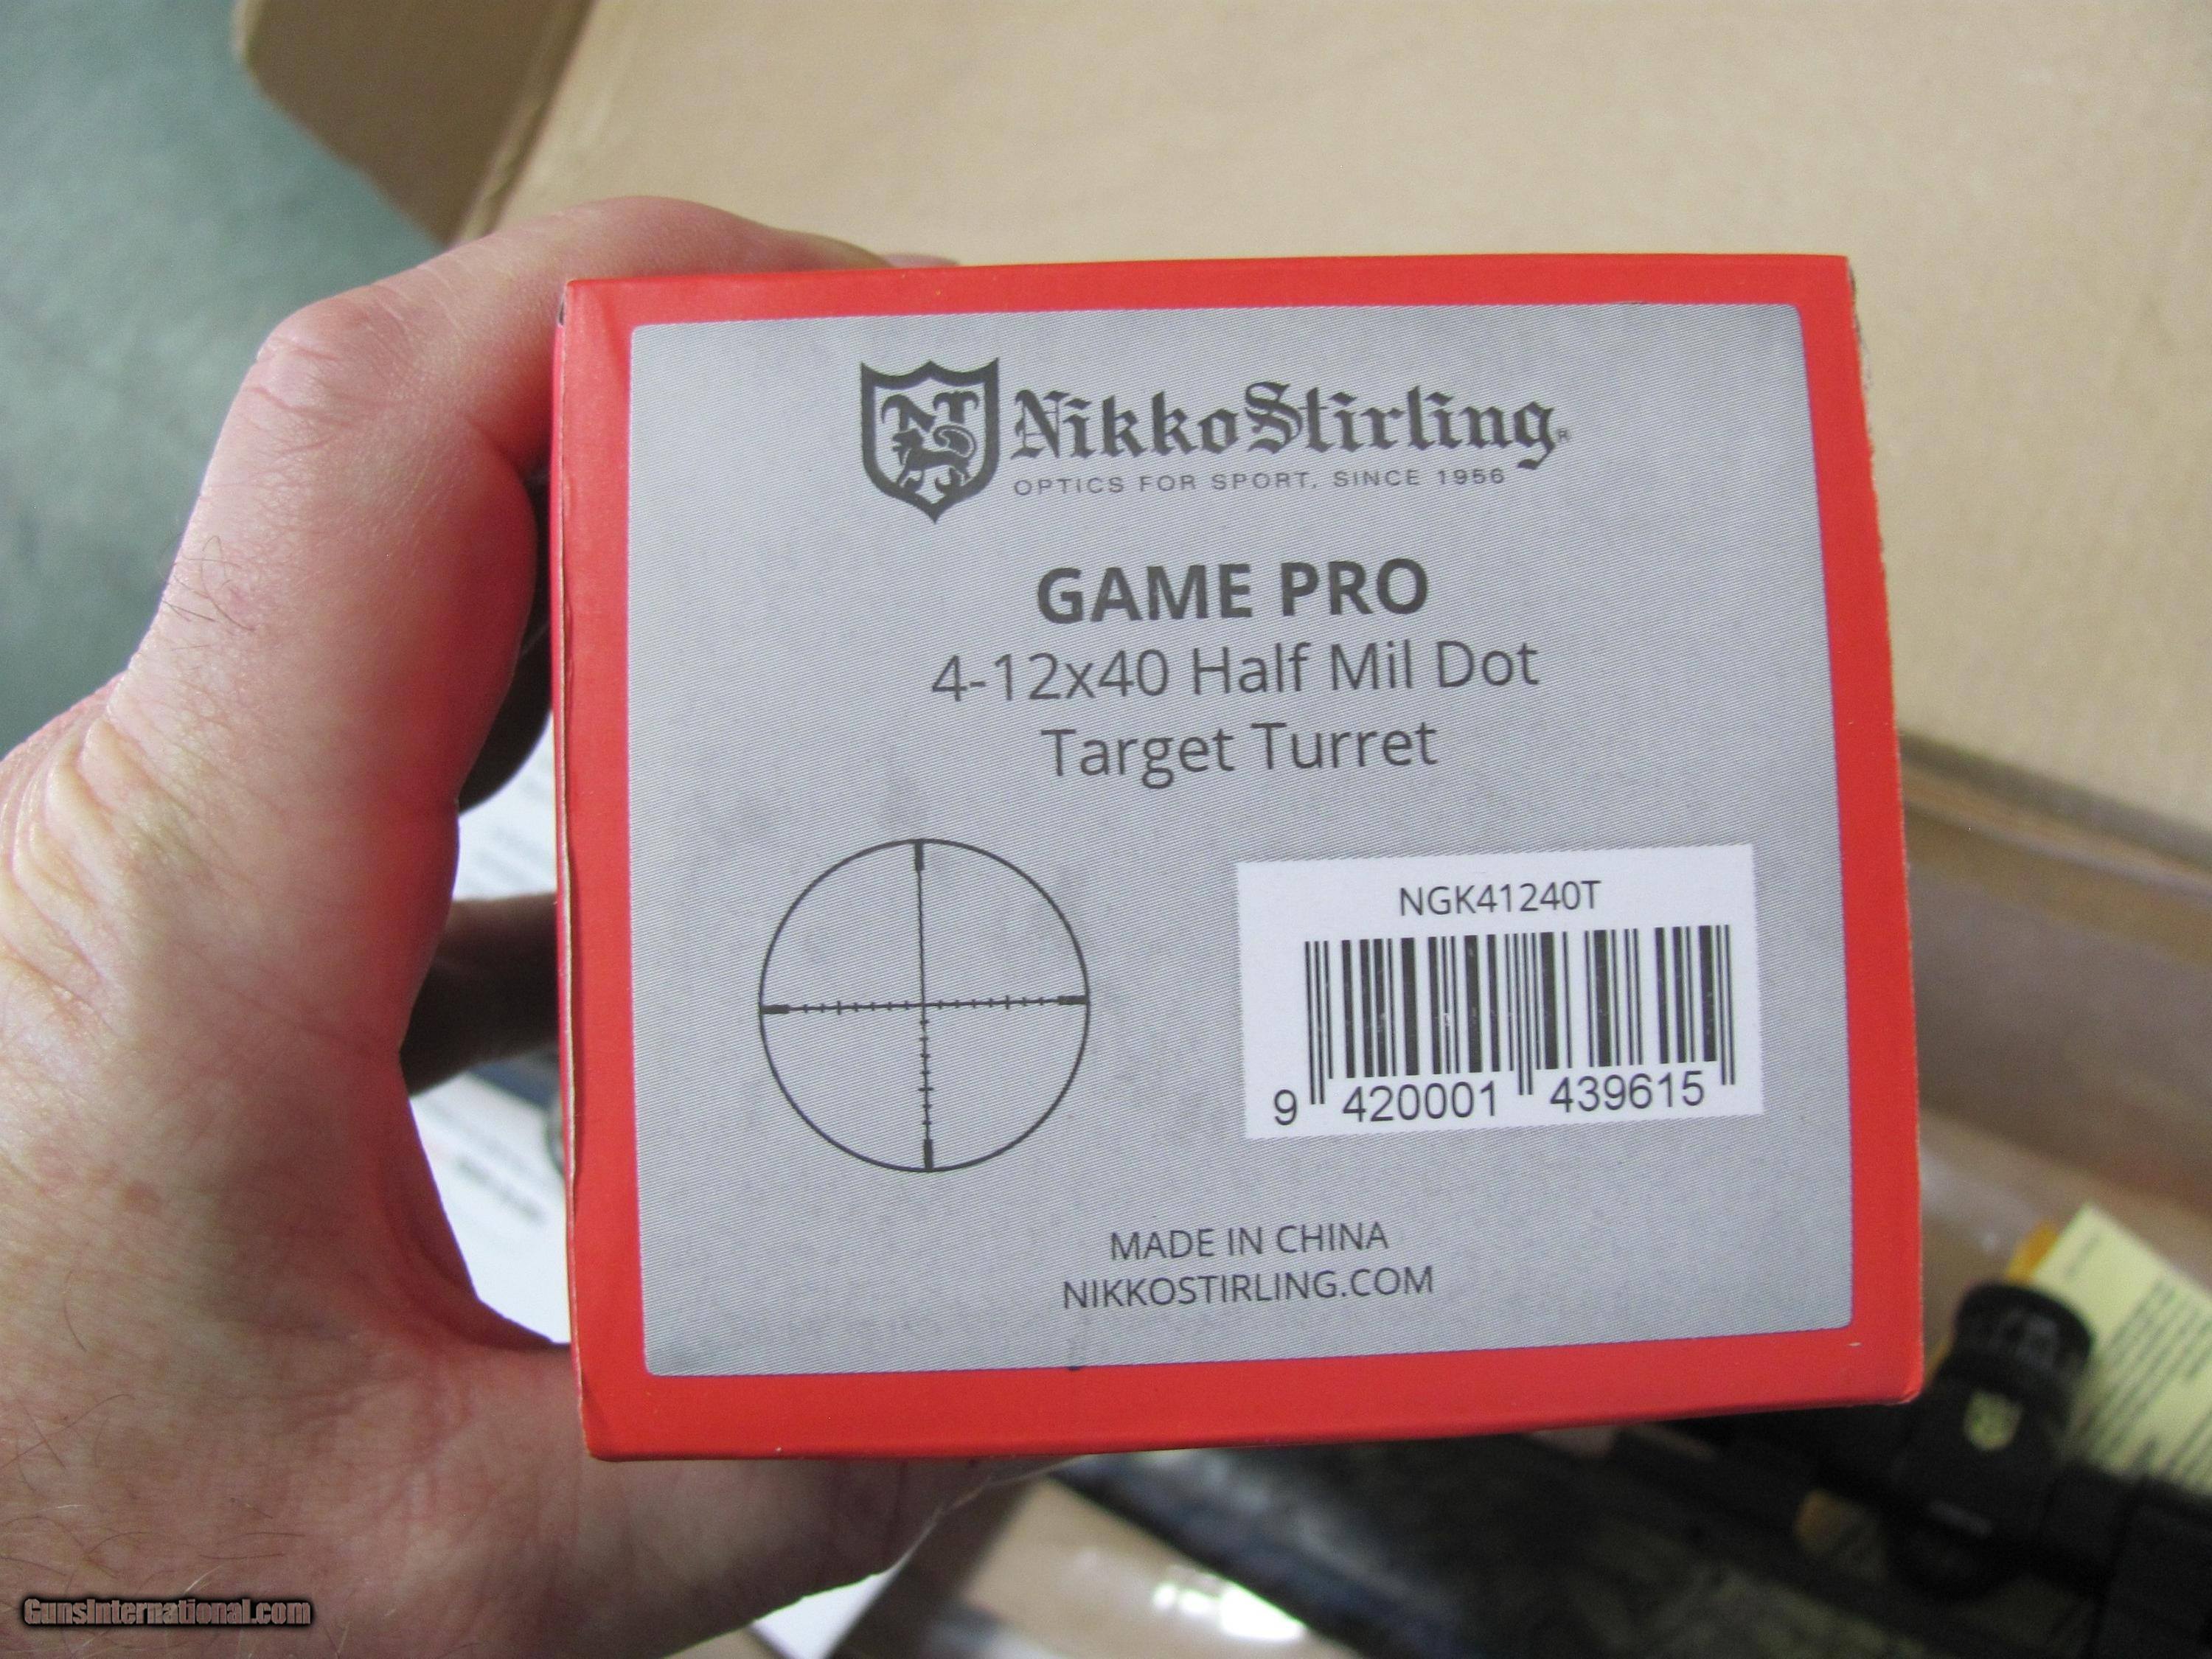 NikkoStirling®
OPTICS FOR SPORT, SINCE 1956
GAME PRO
4-12x40 Half Mil Dot
Target Turret
NGK41240T
9 420001 439615
MADE IN CHINA
NIKKOSTIRLING.COM
GunsInternational.com